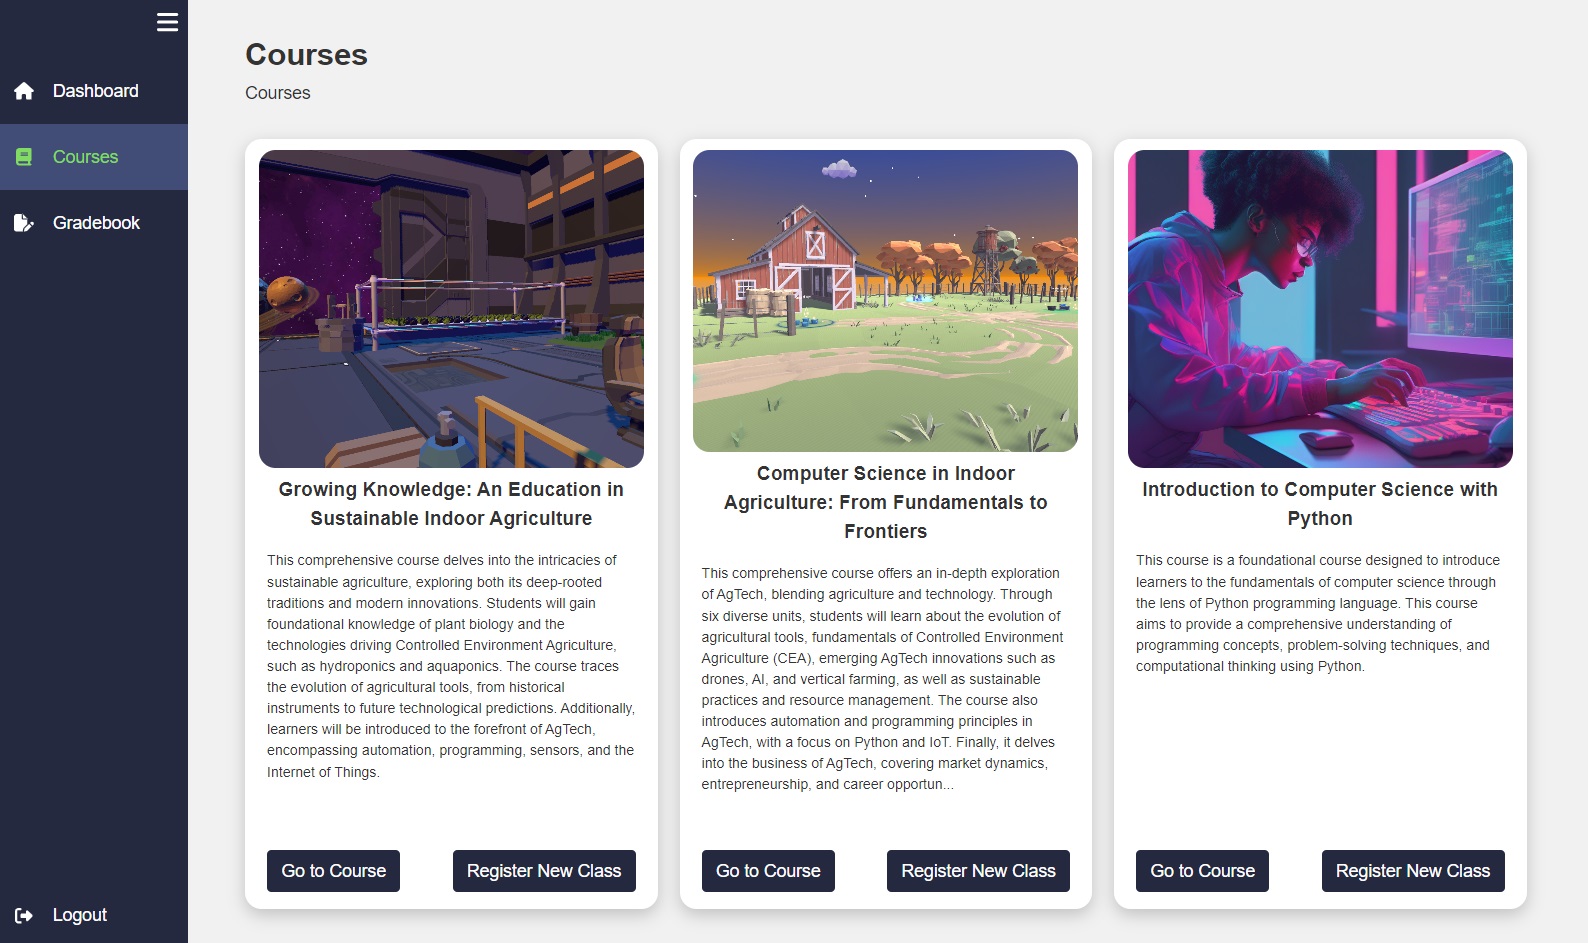 Dashboard
Courses
Gradebook
Logout
Courses
Courses
Growing Knowledge: An Education in
Sustainable Indoor Agriculture
This comprehensive course delves into the intricacies of
sustainable agriculture, exploring both its deep-rooted
traditions and modern innovations. Students will gain
foundational knowledge of plant biology and the
technologies driving Controlled Environment Agriculture,
such as hydroponics and aquaponics. The course traces
the evolution of agricultural tools, from historical
instruments to future technological predictions. Additionally,
learners will be introduced to the forefront of AgTech,
encompassing automation, programming, sensors, and the
Internet of Things.
Go to Course
Register New Class
Computer Science in Indoor
Agriculture: From Fundamentals to
Frontiers
This comprehensive course offers an in-depth exploration
of AgTech, blending agriculture and technology. Through
six diverse units, students will learn about the evolution of
agricultural tools, fundamentals of Controlled Environment
Agriculture (CEA), emerging AgTech innovations such as
drones, AI, and vertical farming, as well as sustainable
practices and resource management. The course also
introduces automation and programming principles in
AgTech, with a focus on Python and IoT. Finally, it delves
into the business of AgTech, covering market dynamics,
entrepreneurship, and career opportun...
Go to Course
Register New Class
Introduction to Computer Science with
Python
This course is a foundational course designed to introduce
learners to the fundamentals of computer science through
the lens of Python programming language. This course
aims to provide a comprehensive understanding of
programming concepts, problem-solving techniques, and
computational thinking using Python.
Go to Course
Register New Class